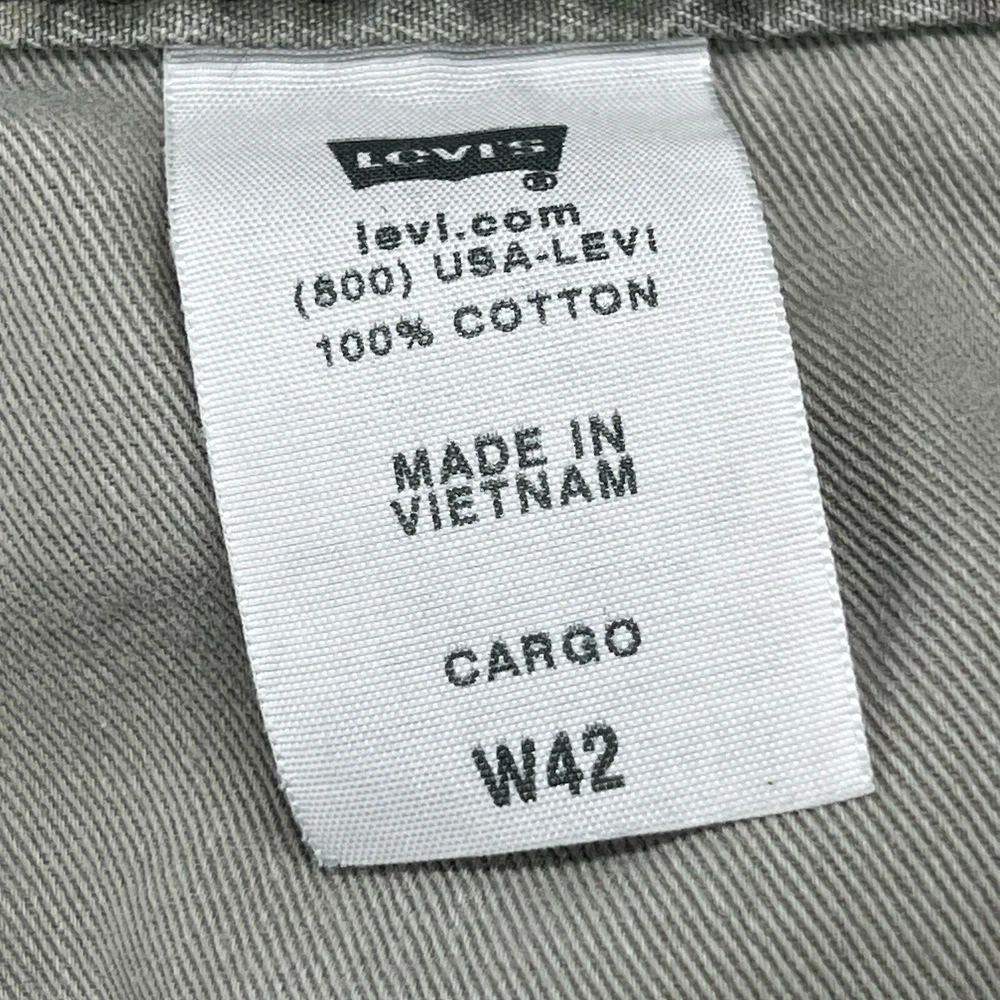 LEVI'S
®
levi.com
(800) USA-LEVI
100% COTTON
MADE IN
VIETNAM
CARGO
W42